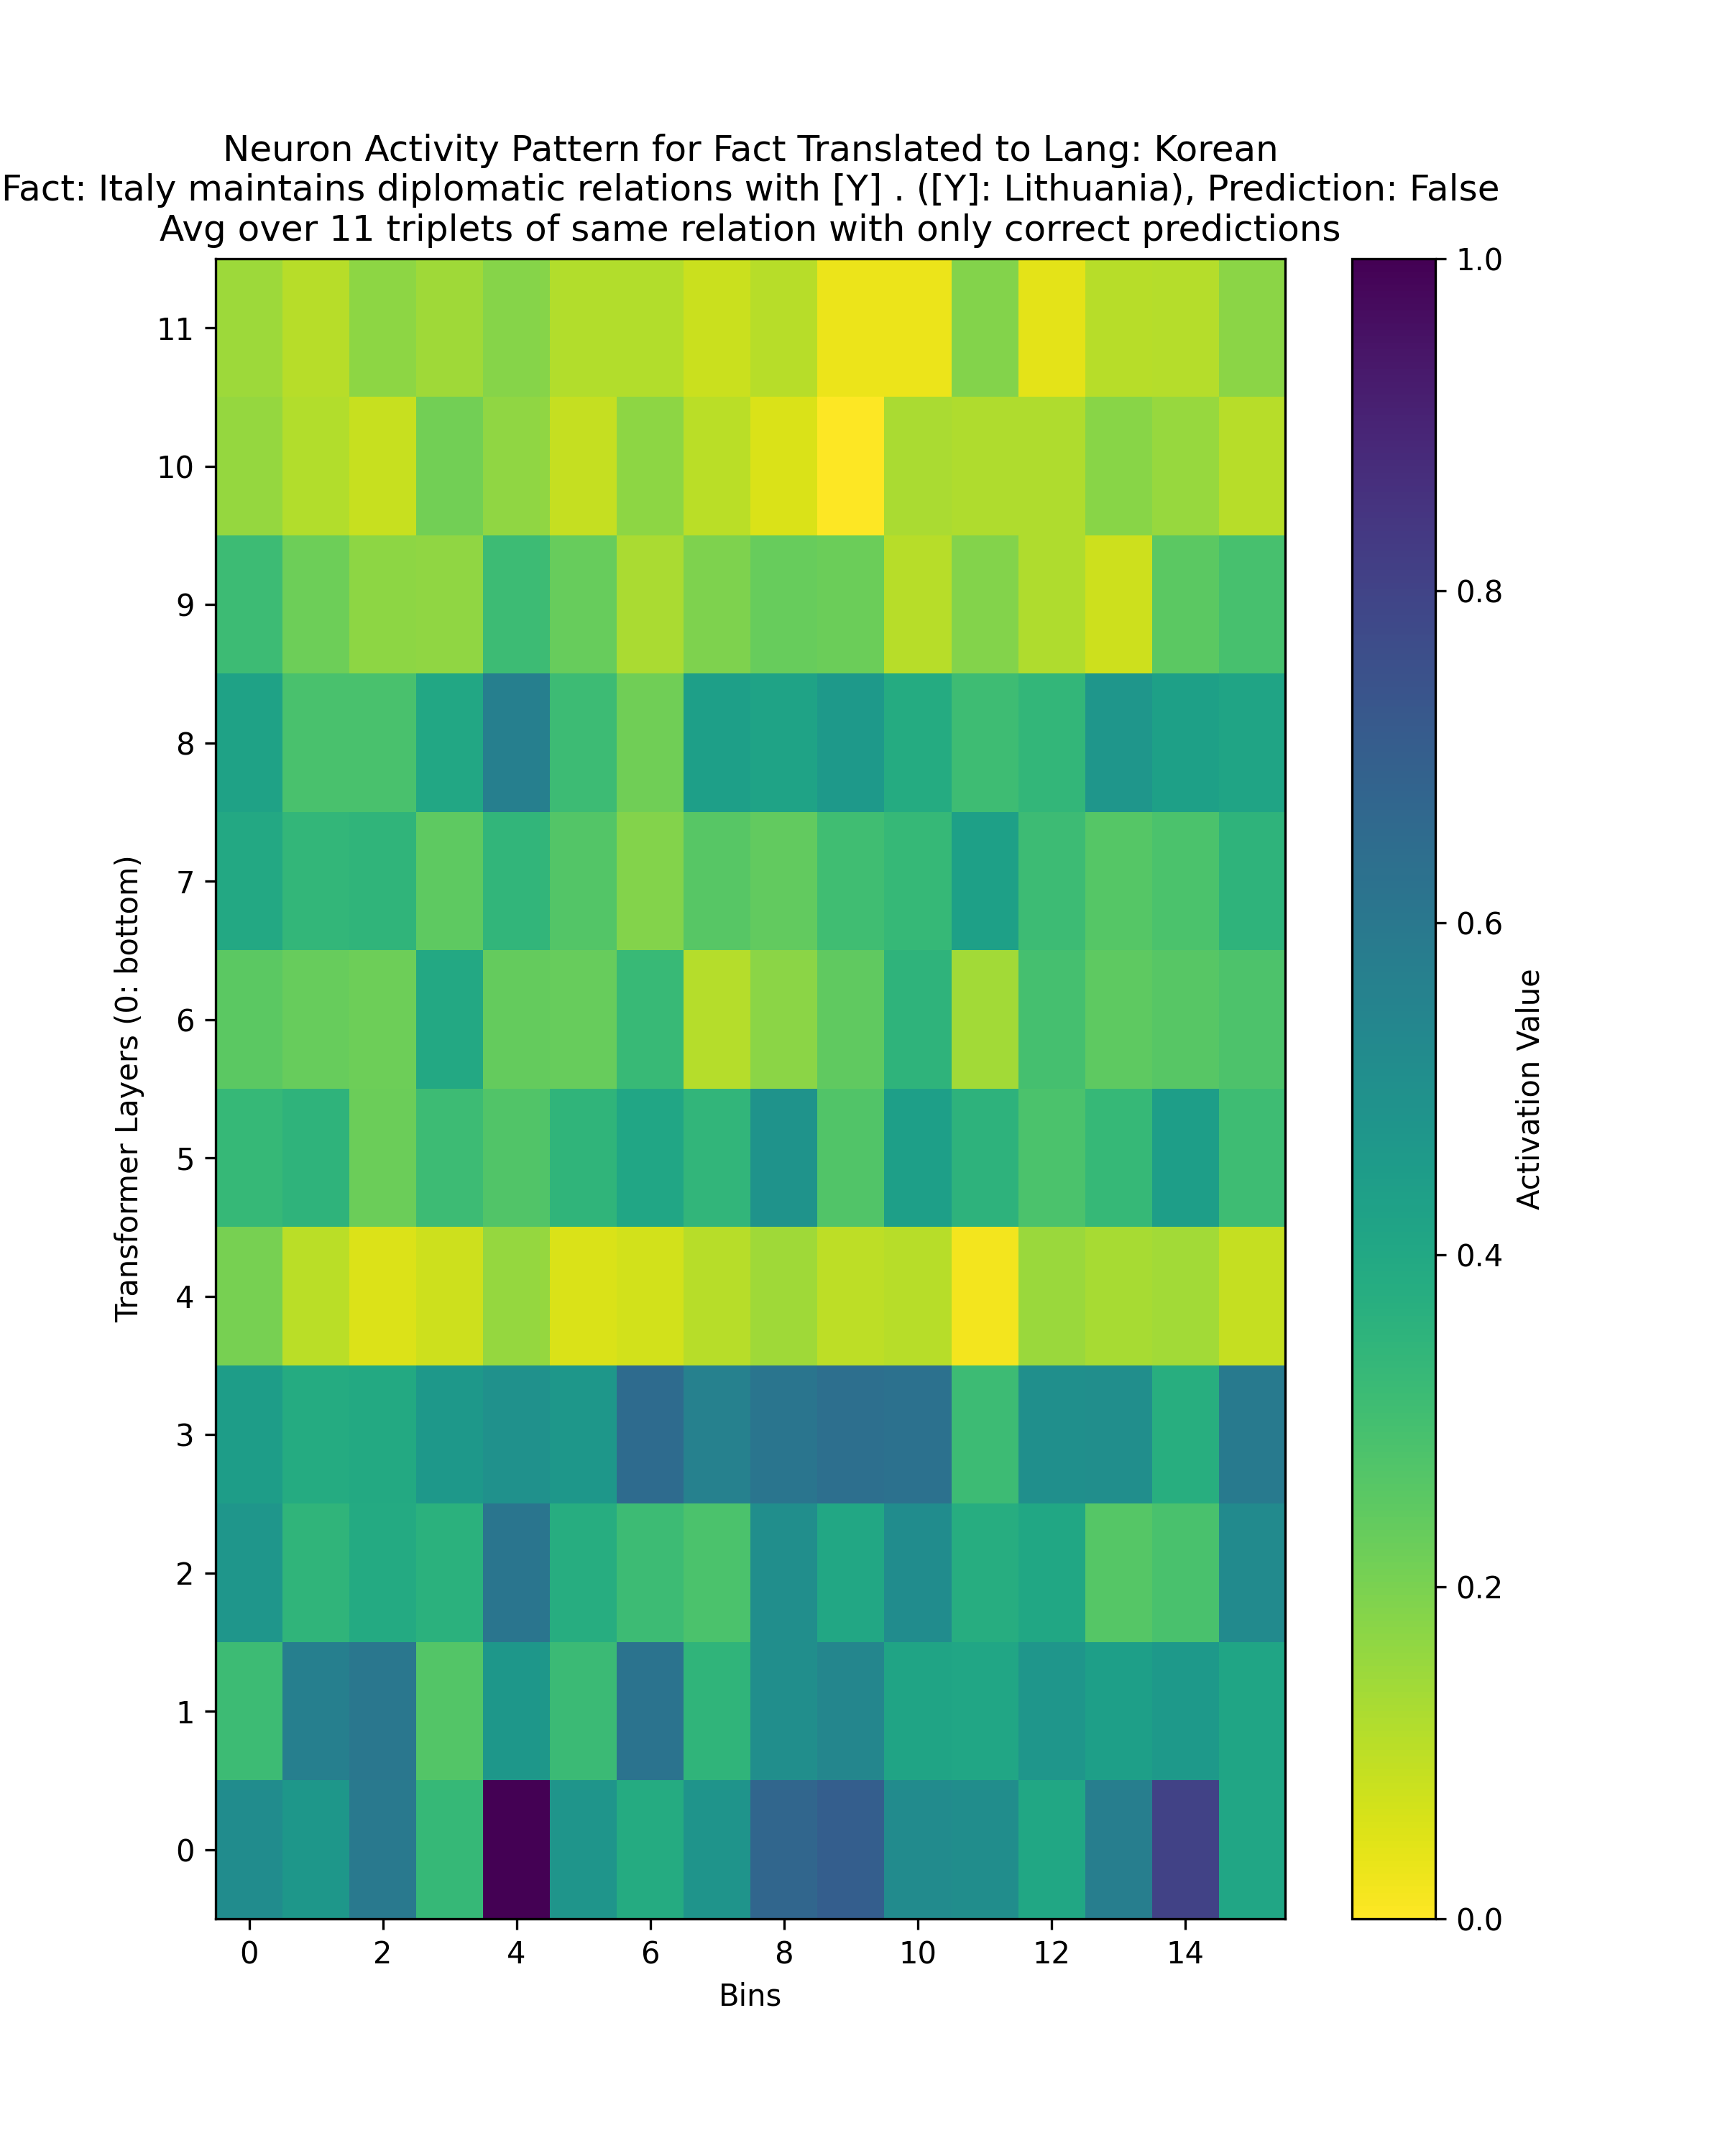 Neuron Activity Pattern for Fact Translated to Lang: Korean
Fact: Italy maintains diplomatic relations with [Y] . ([Y]: Lithuania), Prediction: False
Avg over 11 triplets of same relation with only correct predictions
Transformer Layers (0: bottom)
11
10
9
8
7
6
5
4
3
2
1
0
0 2 4 6 8 10 12 14
Bins
1.0
0.8
0.6
0.4
0.2
0.0
Activation Value